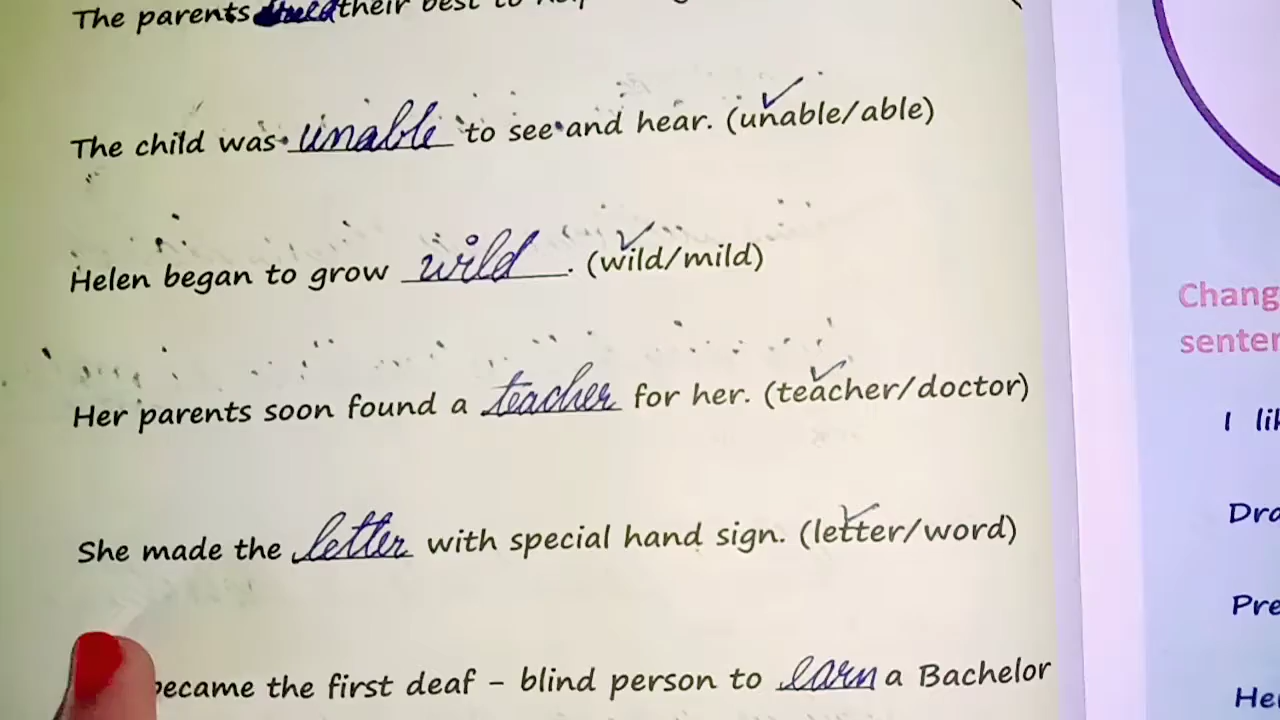 The parents tried their best to
The child was unable to see and hear. (unable/able)
Helen began to grow wild. (wild/mild)
Her parents soon found a teacher for her. (teacher/doctor)
She made the letter with special hand sign. (letter/word)
became the first deaf - blind person to earn a Bachelor
Chang
senter
I lik
Dra
Pre
Hel